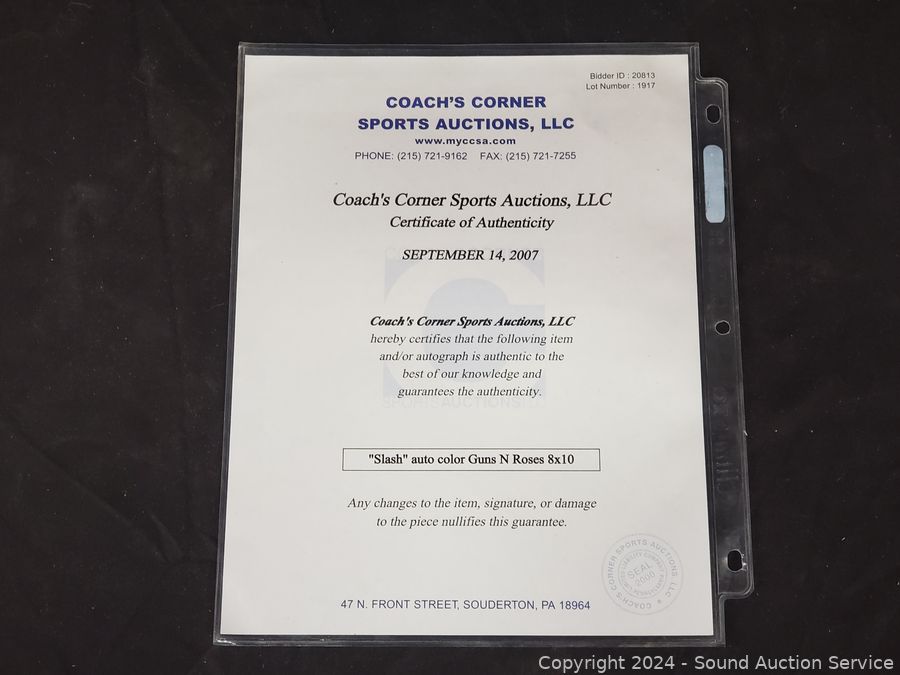 Bidder ID : 20813
Lot Number : 1917
COACH'S CORNER
SPORTS AUCTIONS, LLC
www.myccsa.com
PHONE: (215) 721-9162 FAX: (215) 721-7255
Coach's Corner Sports Auctions, LLC
Certificate of Authenticity
SEPTEMBER 14, 2007
Coach's Corner Sports Auctions, LLC
hereby certifies that the following item
and/or autograph is authentic to the
best of our knowledge and
guarantees the authenticity.
SPORTS AUCTIONS, LLC
"Slash" auto color Guns N Roses 8x10
Any changes to the item, signature, or damage
to the piece nullifies this guarantee.
COACH'S CORNER SPORTS AUCTIONS, LLC
SEAL
2000
47 N. FRONT STREET, SOUDERTON, PA 18964
Copyright 2024 - Sound Auction Service